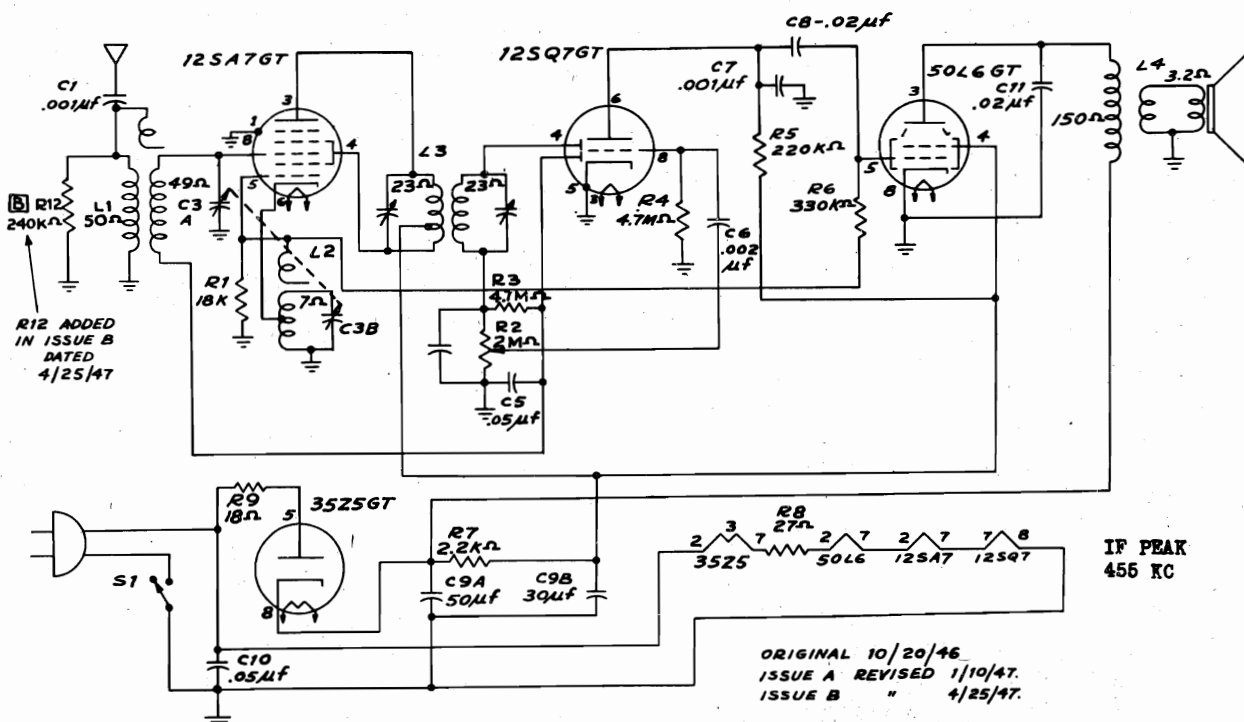 C8-.02µf
12SA7GT
12SQ7GT
C7
.001µf
50L6GT
L4
3.2Ω
C1
.001µf
3
6
3
C11
.02µf
150Ω
1
8
4
L3
4
8
R5
220KΩ
4
5
23Ω
23Ω
5
3
R4
4.7MΩ
5
8
R6
330KΩ
B R12
240KΩ
L1
50Ω
49Ω
C3
A
6
C6
.002
µf
L2
R1
18K
7Ω
C3B
R3
4.7MΩ
R2
2MΩ
R12 ADDED
IN ISSUE B
DATED
4/25/47
C5
.05µf
R9
18Ω
35Z5GT
5
R7
2.2KΩ
R8
27Ω
2 3 7
35Z5
2 7
50L6
2 7
12SA7
7 8
12SQ7
IF PEAK
455 KC
S1
8
C9A
50µf
C9B
30µf
C10
.05µf
ORIGINAL 10/20/46
ISSUE A REVISED 1/10/47.
ISSUE B " 4/25/47.